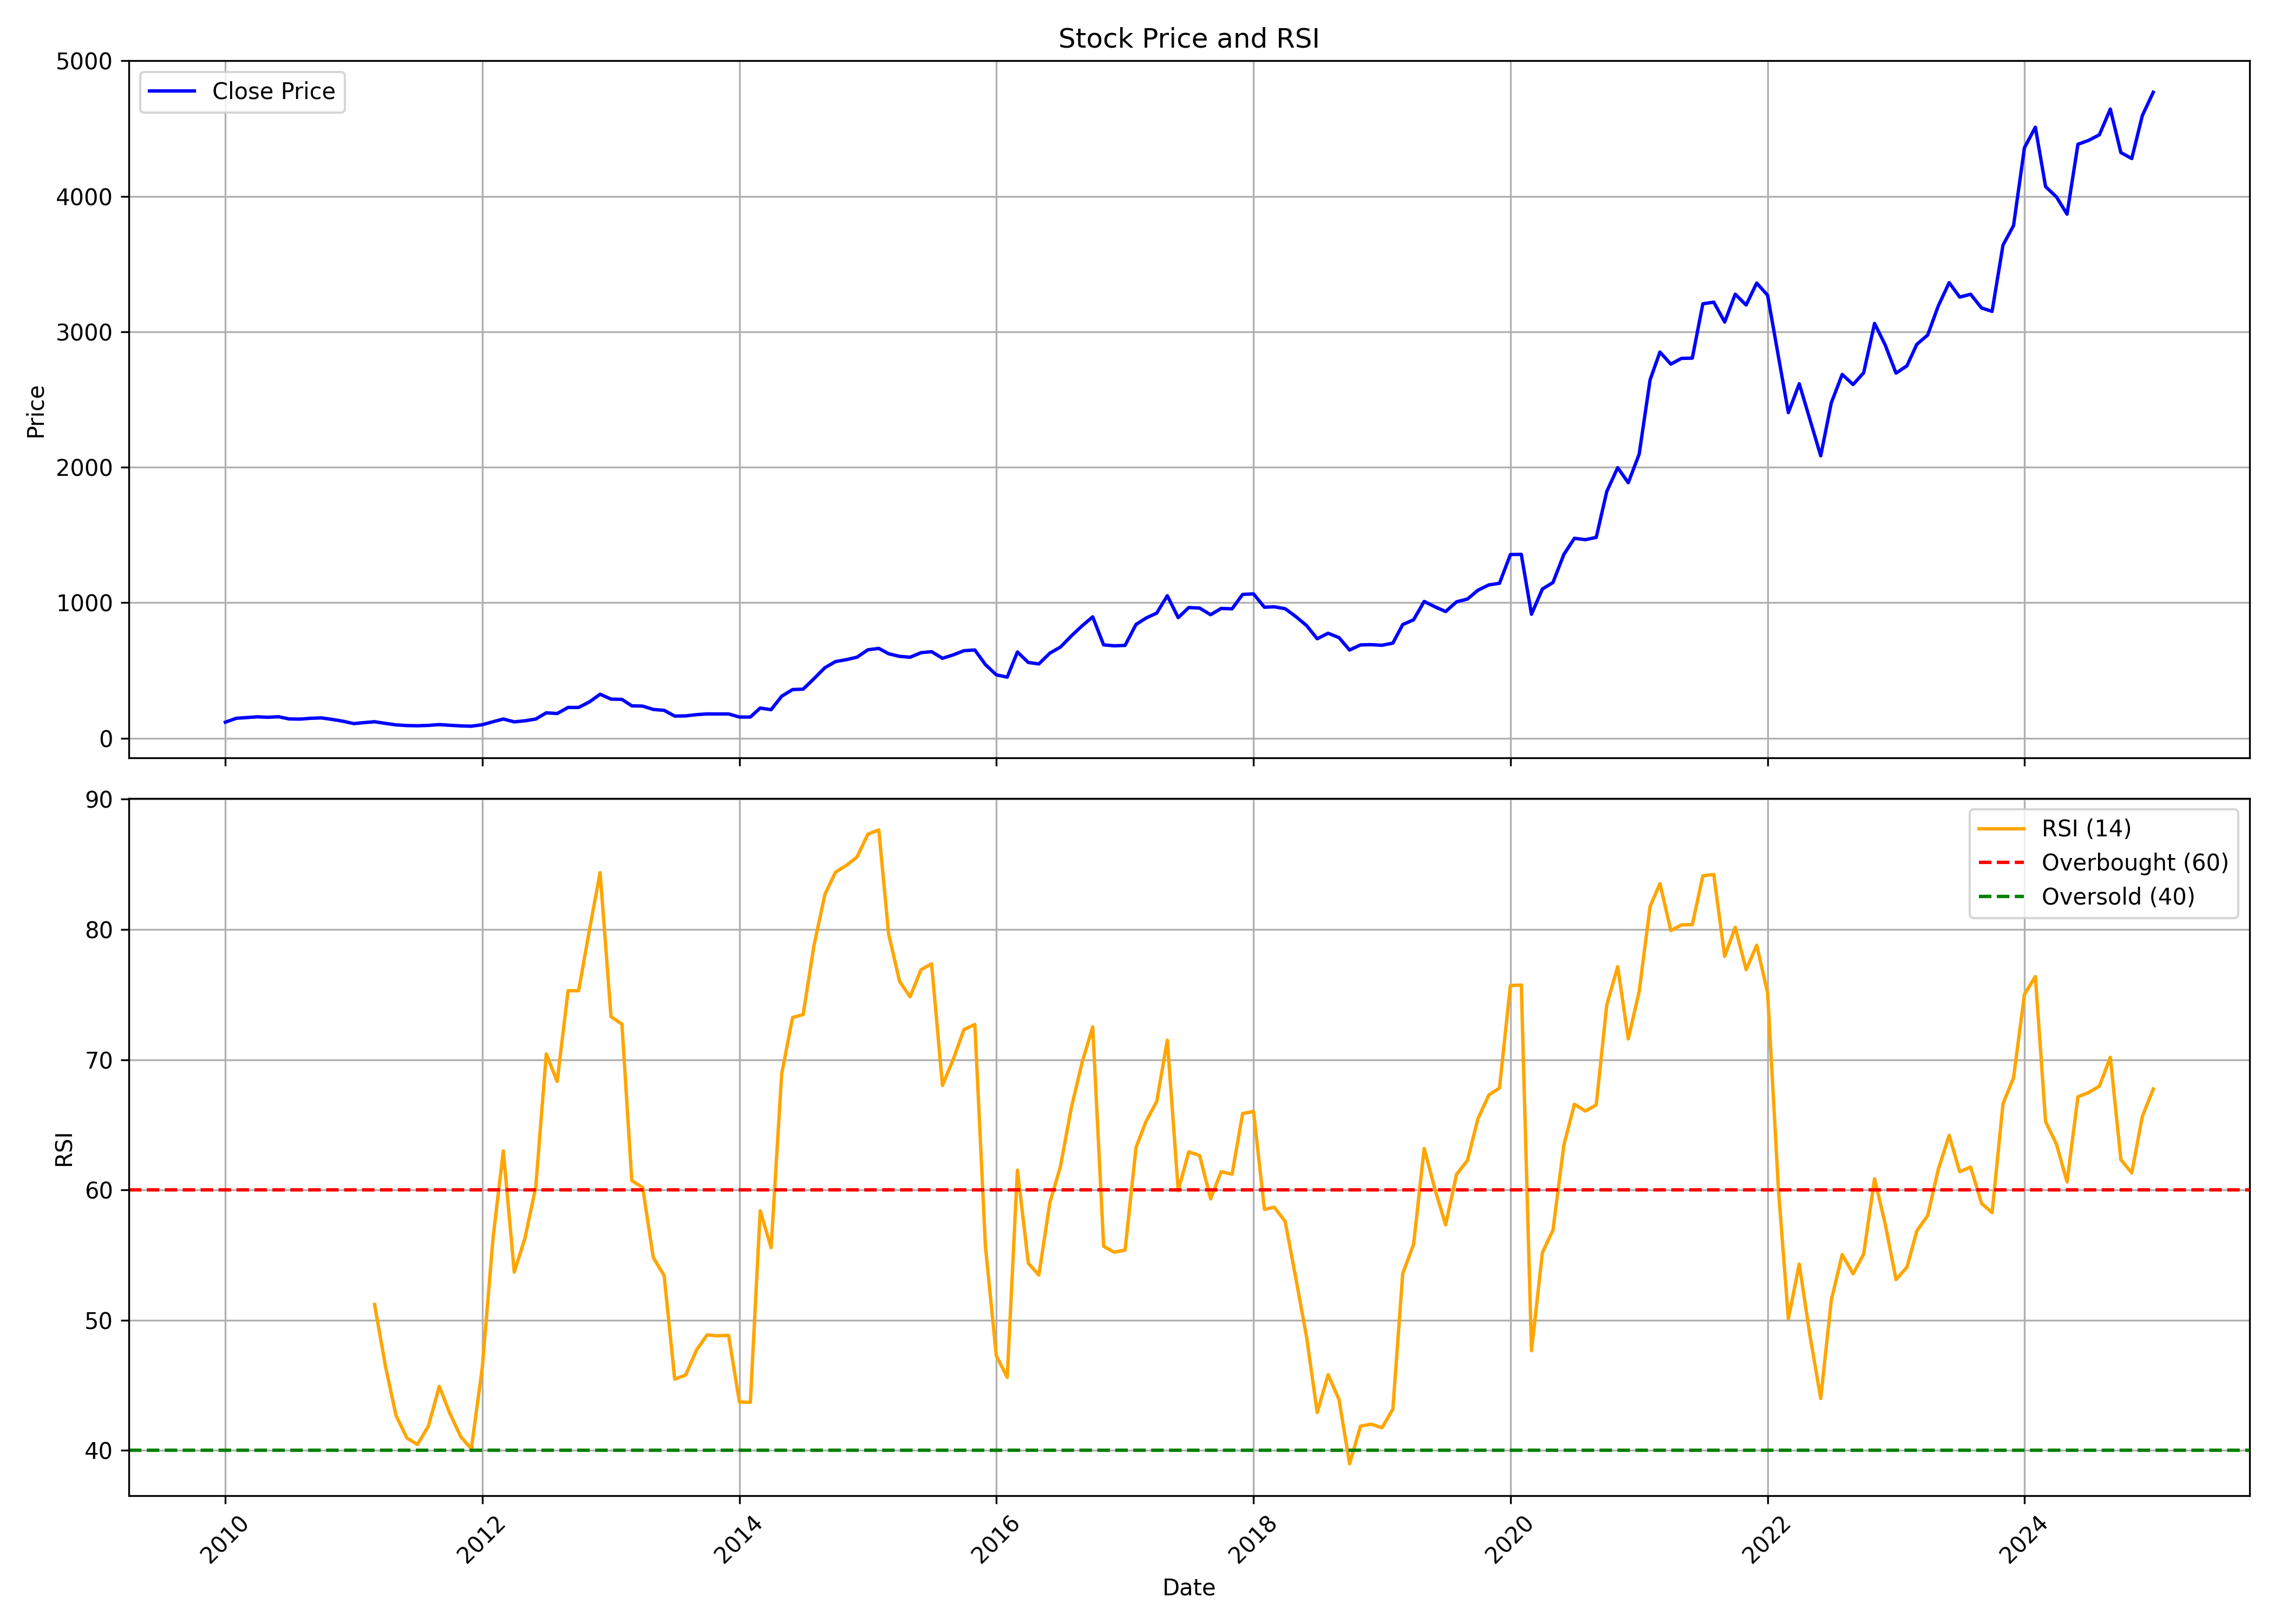 Stock Price and RSI
5000
4000
3000
2000
1000
0
Price
Close Price
90
80
70
60
50
40
RSI
RSI (14)
Overbought (60)
Oversold (40)
2010
2012
2014
2016
2018
2020
2022
2024
Date